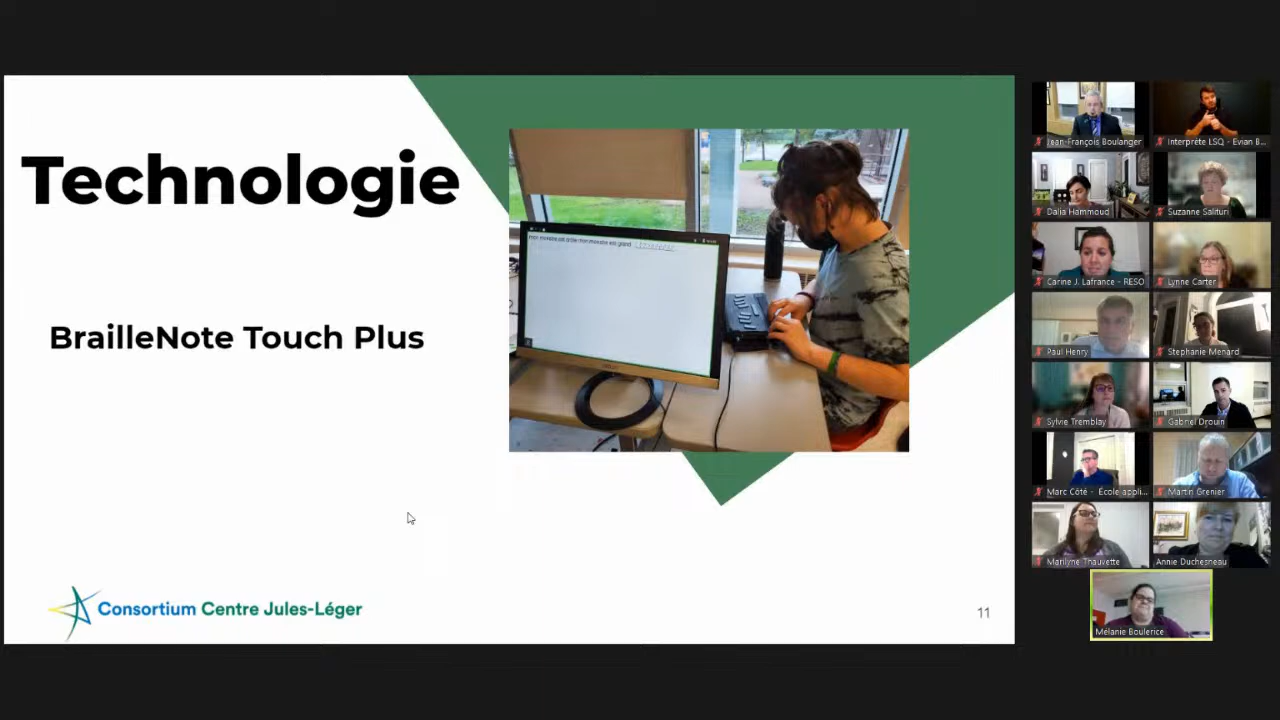 Technologie
BrailleNote Touch Plus
Consortium Centre Jules-Léger
11
Jean-François Boulanger
Interprète LSQ - Evian B...
Dalia Hammoud
Suzanne Salituri
Carine J. Lafrance - RESO
Lynne Carter
Paul Henry
Stephanie Menard
Sylvie Tremblay
Gabriel Drouin
Marc Côté - École appli...
Martin Grenier
Marilyne Thauvette
Annie Duchesneau
Mélanie Boulerice